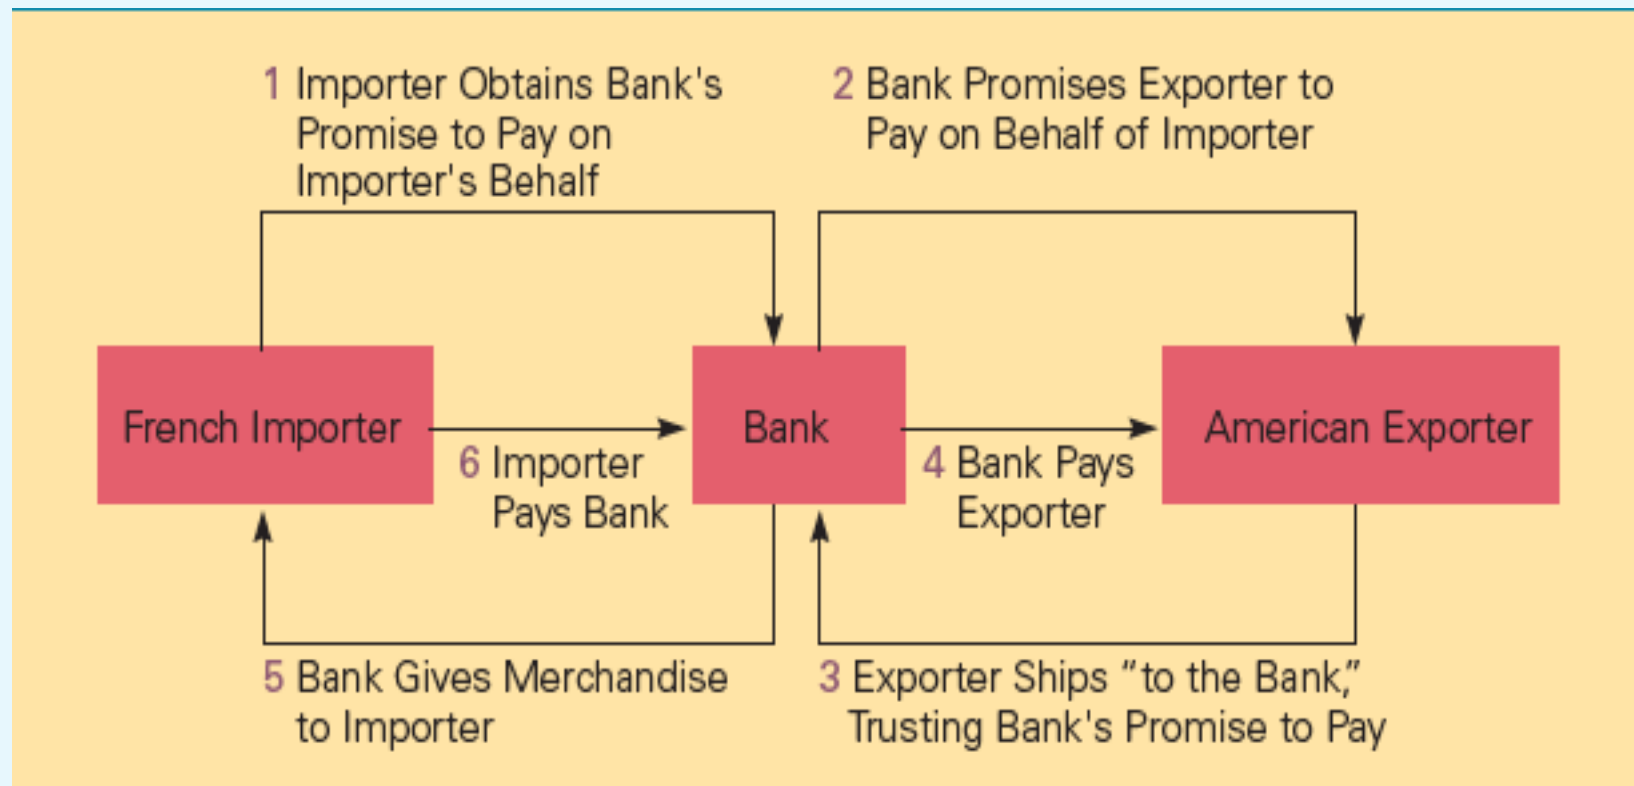 1 Importer Obtains Bank's
Promise to Pay on
Importer's Behalf
2 Bank Promises Exporter to
Pay on Behalf of Importer
French Importer
Bank
American Exporter
6 Importer
Pays Bank
4 Bank Pays
Exporter
5 Bank Gives Merchandise
to Importer
3 Exporter Ships “to the Bank,”
Trusting Bank's Promise to Pay